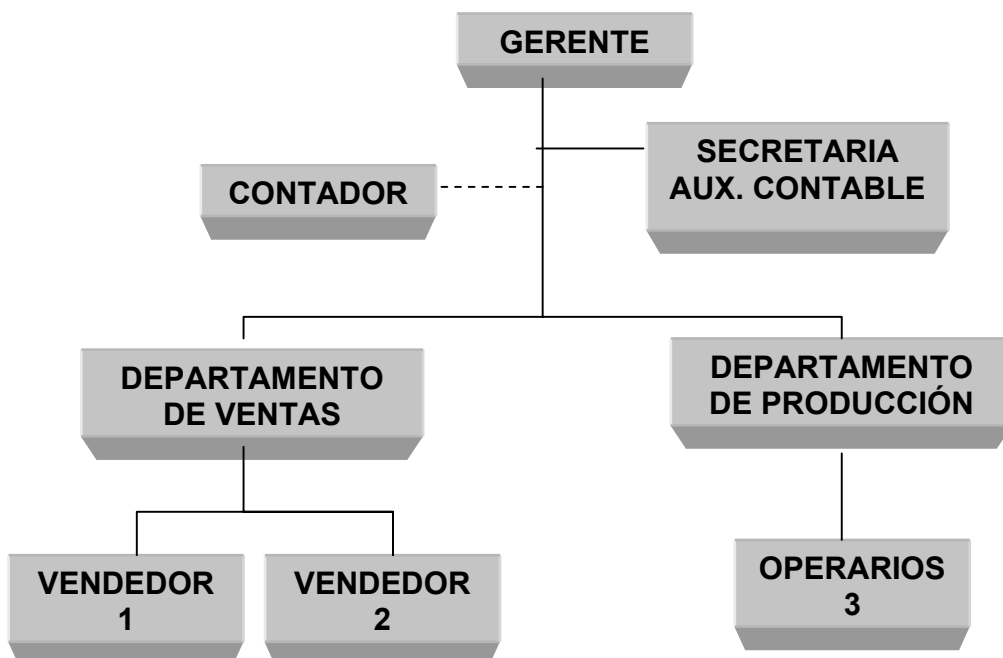 GERENTE
SECRETARIA
AUX. CONTABLE
CONTADOR
DEPARTAMENTO
DE VENTAS
DEPARTAMENTO
DE PRODUCCIÓN
VENDEDOR
1
VENDEDOR
2
OPERARIOS
3